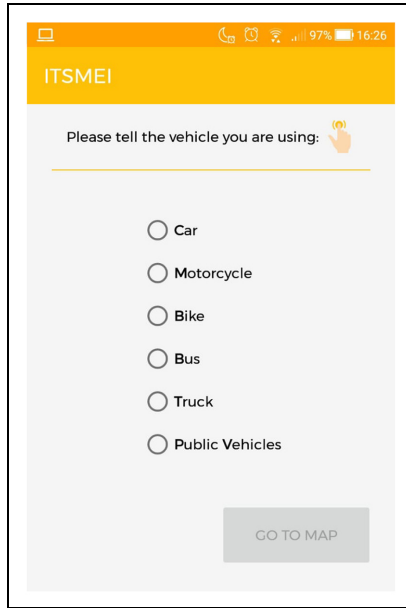 97% 16:26
ITSMEI
Please tell the vehicle you are using:
Car
Motorcycle
Bike
Bus
Truck
Public Vehicles
GO TO MAP